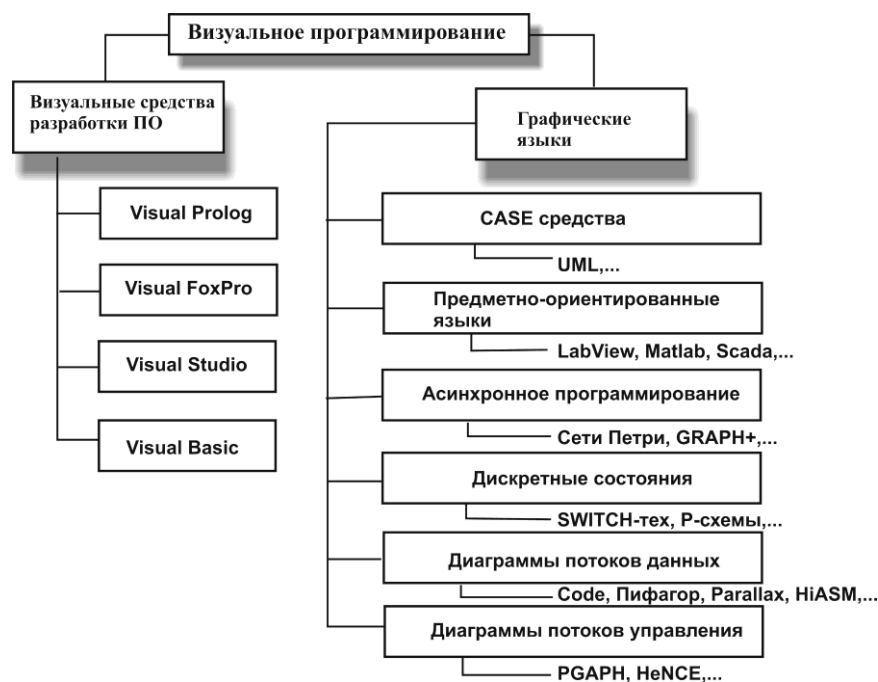 Визуальное программирование
Визуальные средства
разработки ПО
Visual Prolog
Visual FoxPro
Visual Studio
Visual Basic
Графические
языки
CASE средства
UML,...
Предметно-ориентированные
языки
LabView, Matlab, Scada,...
Асинхронное программирование
Сети Петри, GRAPH+,...
Дискретные состояния
SWITCH-тех, Р-схемы,...
Диаграммы потоков данных
Code, Пифагор, Parallax, HiASM,...
Диаграммы потоков управления
PGAPH, HeNCE,...